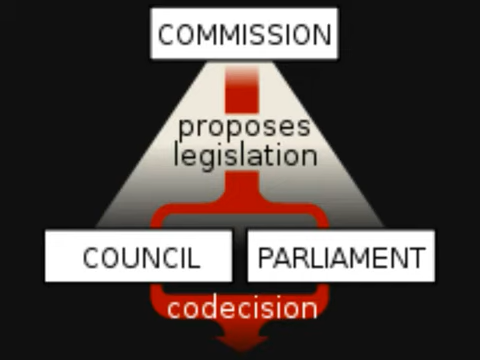 COMMISSION
proposes
legislation
COUNCIL
PARLIAMENT
codecision